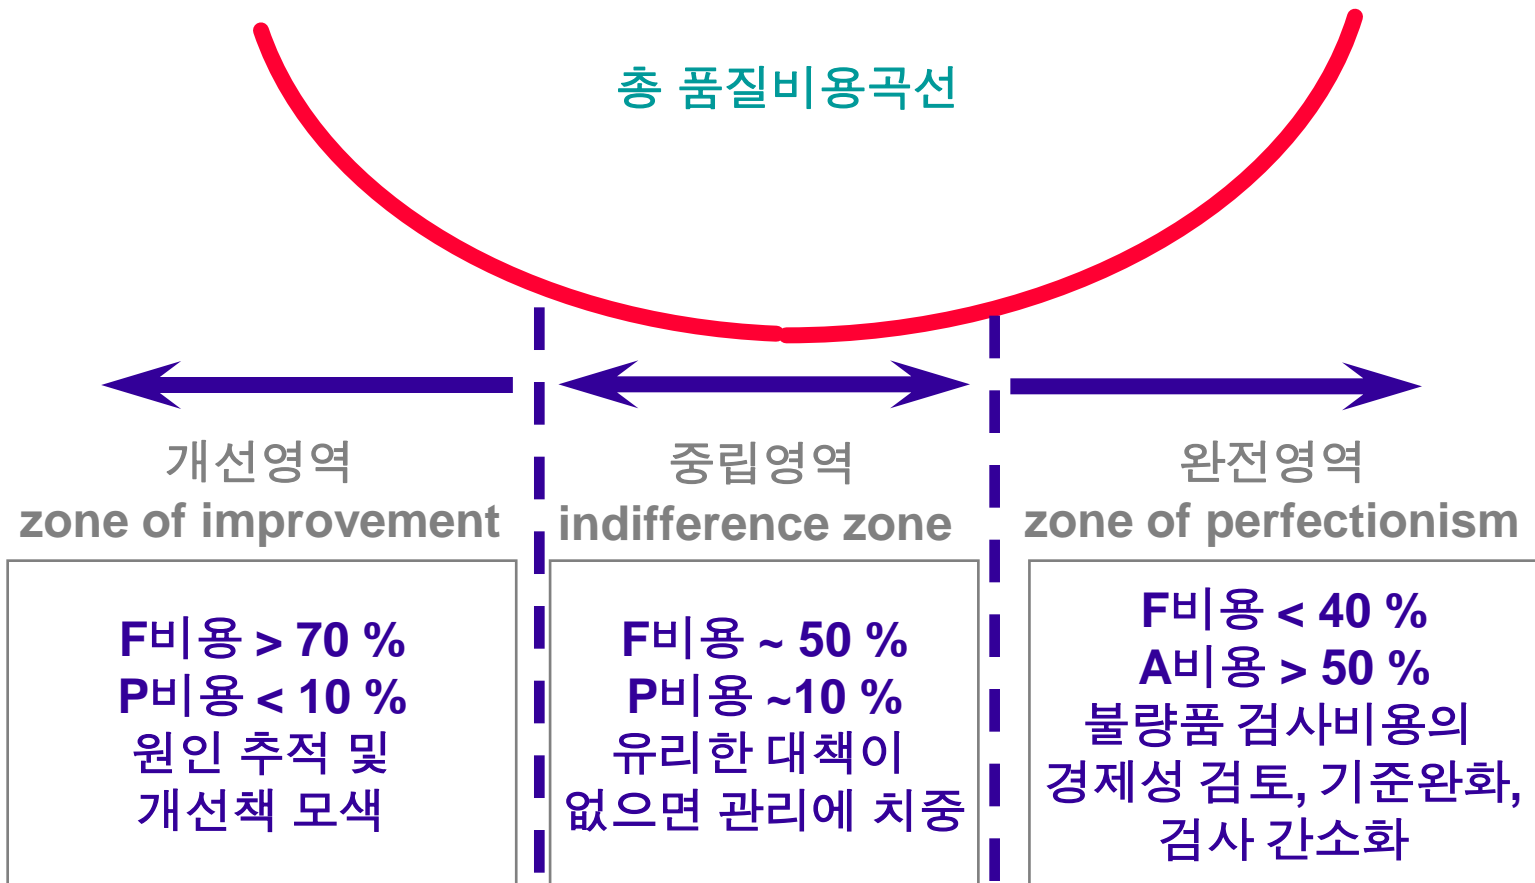 총 품질비용곡선
개선영역
zone of improvement
F비용 > 70 %
P비용 < 10 %
원인 추적 및
개선책 모색
중립영역
indifference zone
F비용 ~ 50 %
P비용 ~10 %
유리한 대책이
없으면 관리에 치중
완전영역
zone of perfectionism
F비용 < 40 %
A비용 > 50 %
불량품 검사비용의
경제성 검토, 기준완화,
검사 간소화